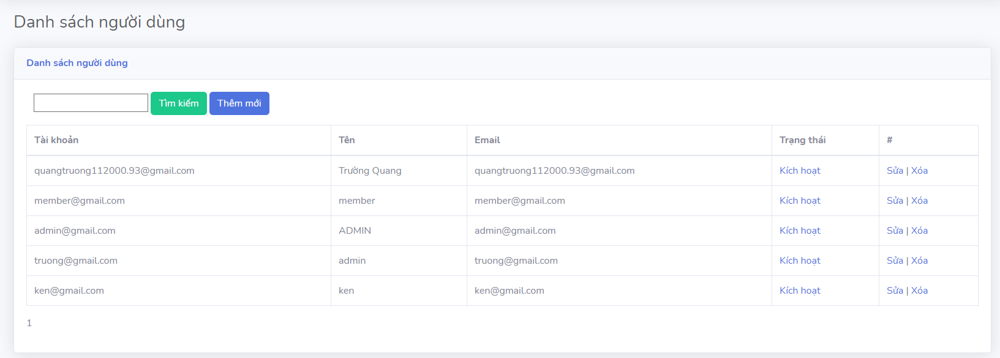 Danh sách người dùng
Danh sách người dùng
Tìm kiếm Thêm mới
Tài khoản Tên Email Trạng thái #
quangtruong112000.93@gmail.com Trường Quang quangtruong112000.93@gmail.com Kích hoạt Sửa | Xóa
member@gmail.com member member@gmail.com Kích hoạt Sửa | Xóa
admin@gmail.com ADMIN admin@gmail.com Kích hoạt Sửa | Xóa
truong@gmail.com admin truong@gmail.com Kích hoạt Sửa | Xóa
ken@gmail.com ken ken@gmail.com Kích hoạt Sửa | Xóa
1